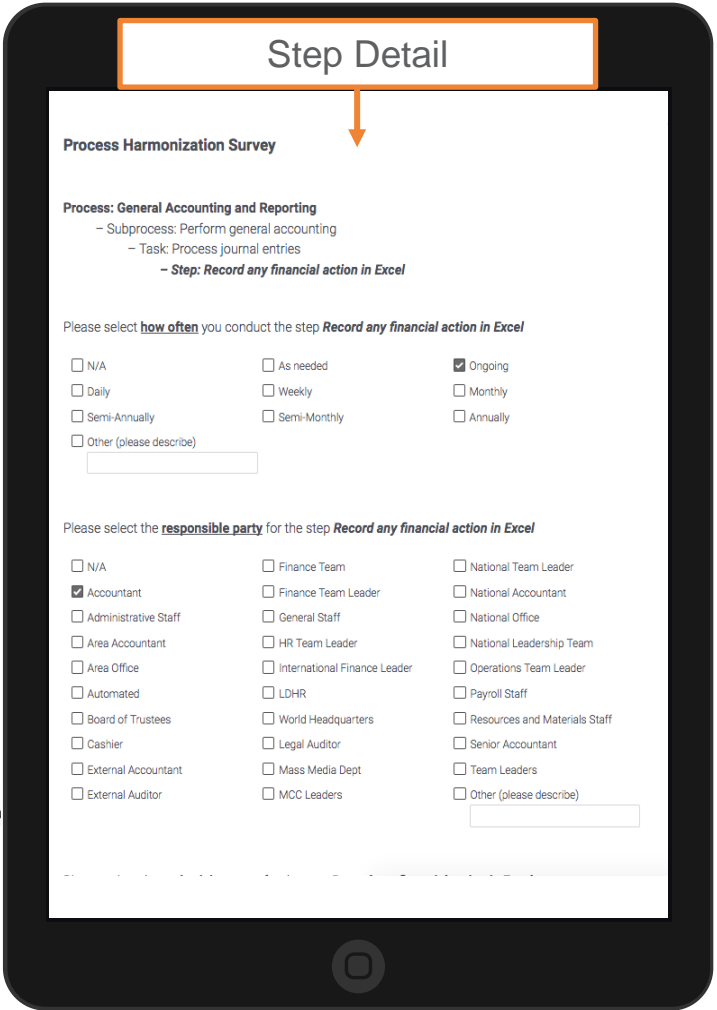 Step Detail
Process Harmonization Survey
Process: General Accounting and Reporting
– Subprocess: Perform general accounting
– Task: Process journal entries
– Step: Record any financial action in Excel
Please select how often you conduct the step Record any financial action in Excel
N/A As needed Ongoing
Daily Weekly Monthly
Semi-Annually Semi-Monthly Annually
Other (please describe)
Please select the responsible party for the step Record any financial action in Excel
N/A Finance Team National Team Leader
Accountant Finance Team Leader National Accountant
Administrative Staff General Staff National Office
Area Accountant HR Team Leader National Leadership Team
Area Office International Finance Leader Operations Team Leader
Automated LDHR Payroll Staff
Board of Trustees World Headquarters Resources and Materials Staff
Cashier Legal Auditor Senior Accountant
External Accountant Mass Media Dept Team Leaders
External Auditor MCC Leaders Other (please describe)